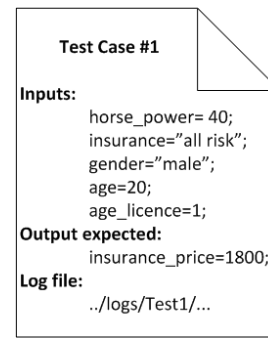 Test Case #1
Inputs:
horse_power= 40;
insurance=”all risk”;
gender=”male”;
age=20;
age_licence=1;
Output expected:
insurance_price=1800;
Log file:
../logs/Test1/...